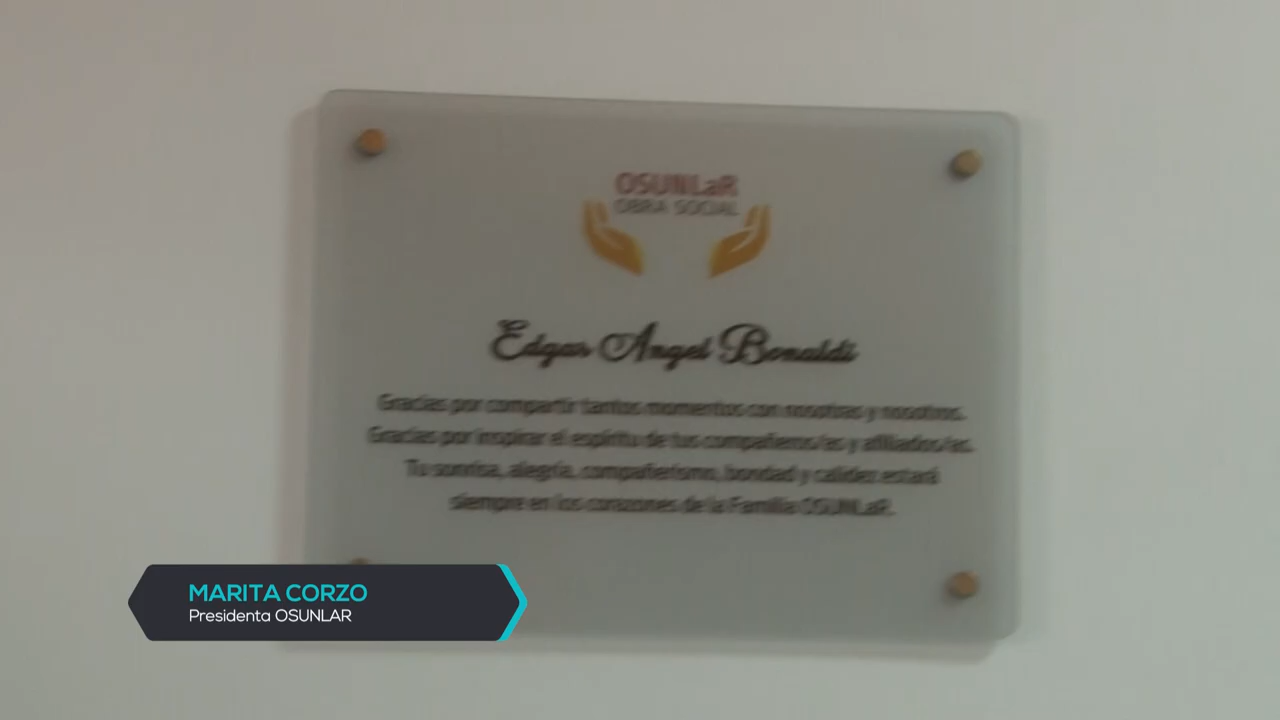 OSUNLaR
OBRA SOCIAL
Edgar Angel Bonaldi
Gracias por compartir tantos momentos con nosotras y nosotros.
Gracias por inspirar el espíritu de tus compañeros/as y afiliados/as.
Tu sonrisa, alegría, compañerismo, bondad y calidez estará
siempre en los corazones de la Familia OSUNLaR.
MARITA CORZO
Presidenta OSUNLAR